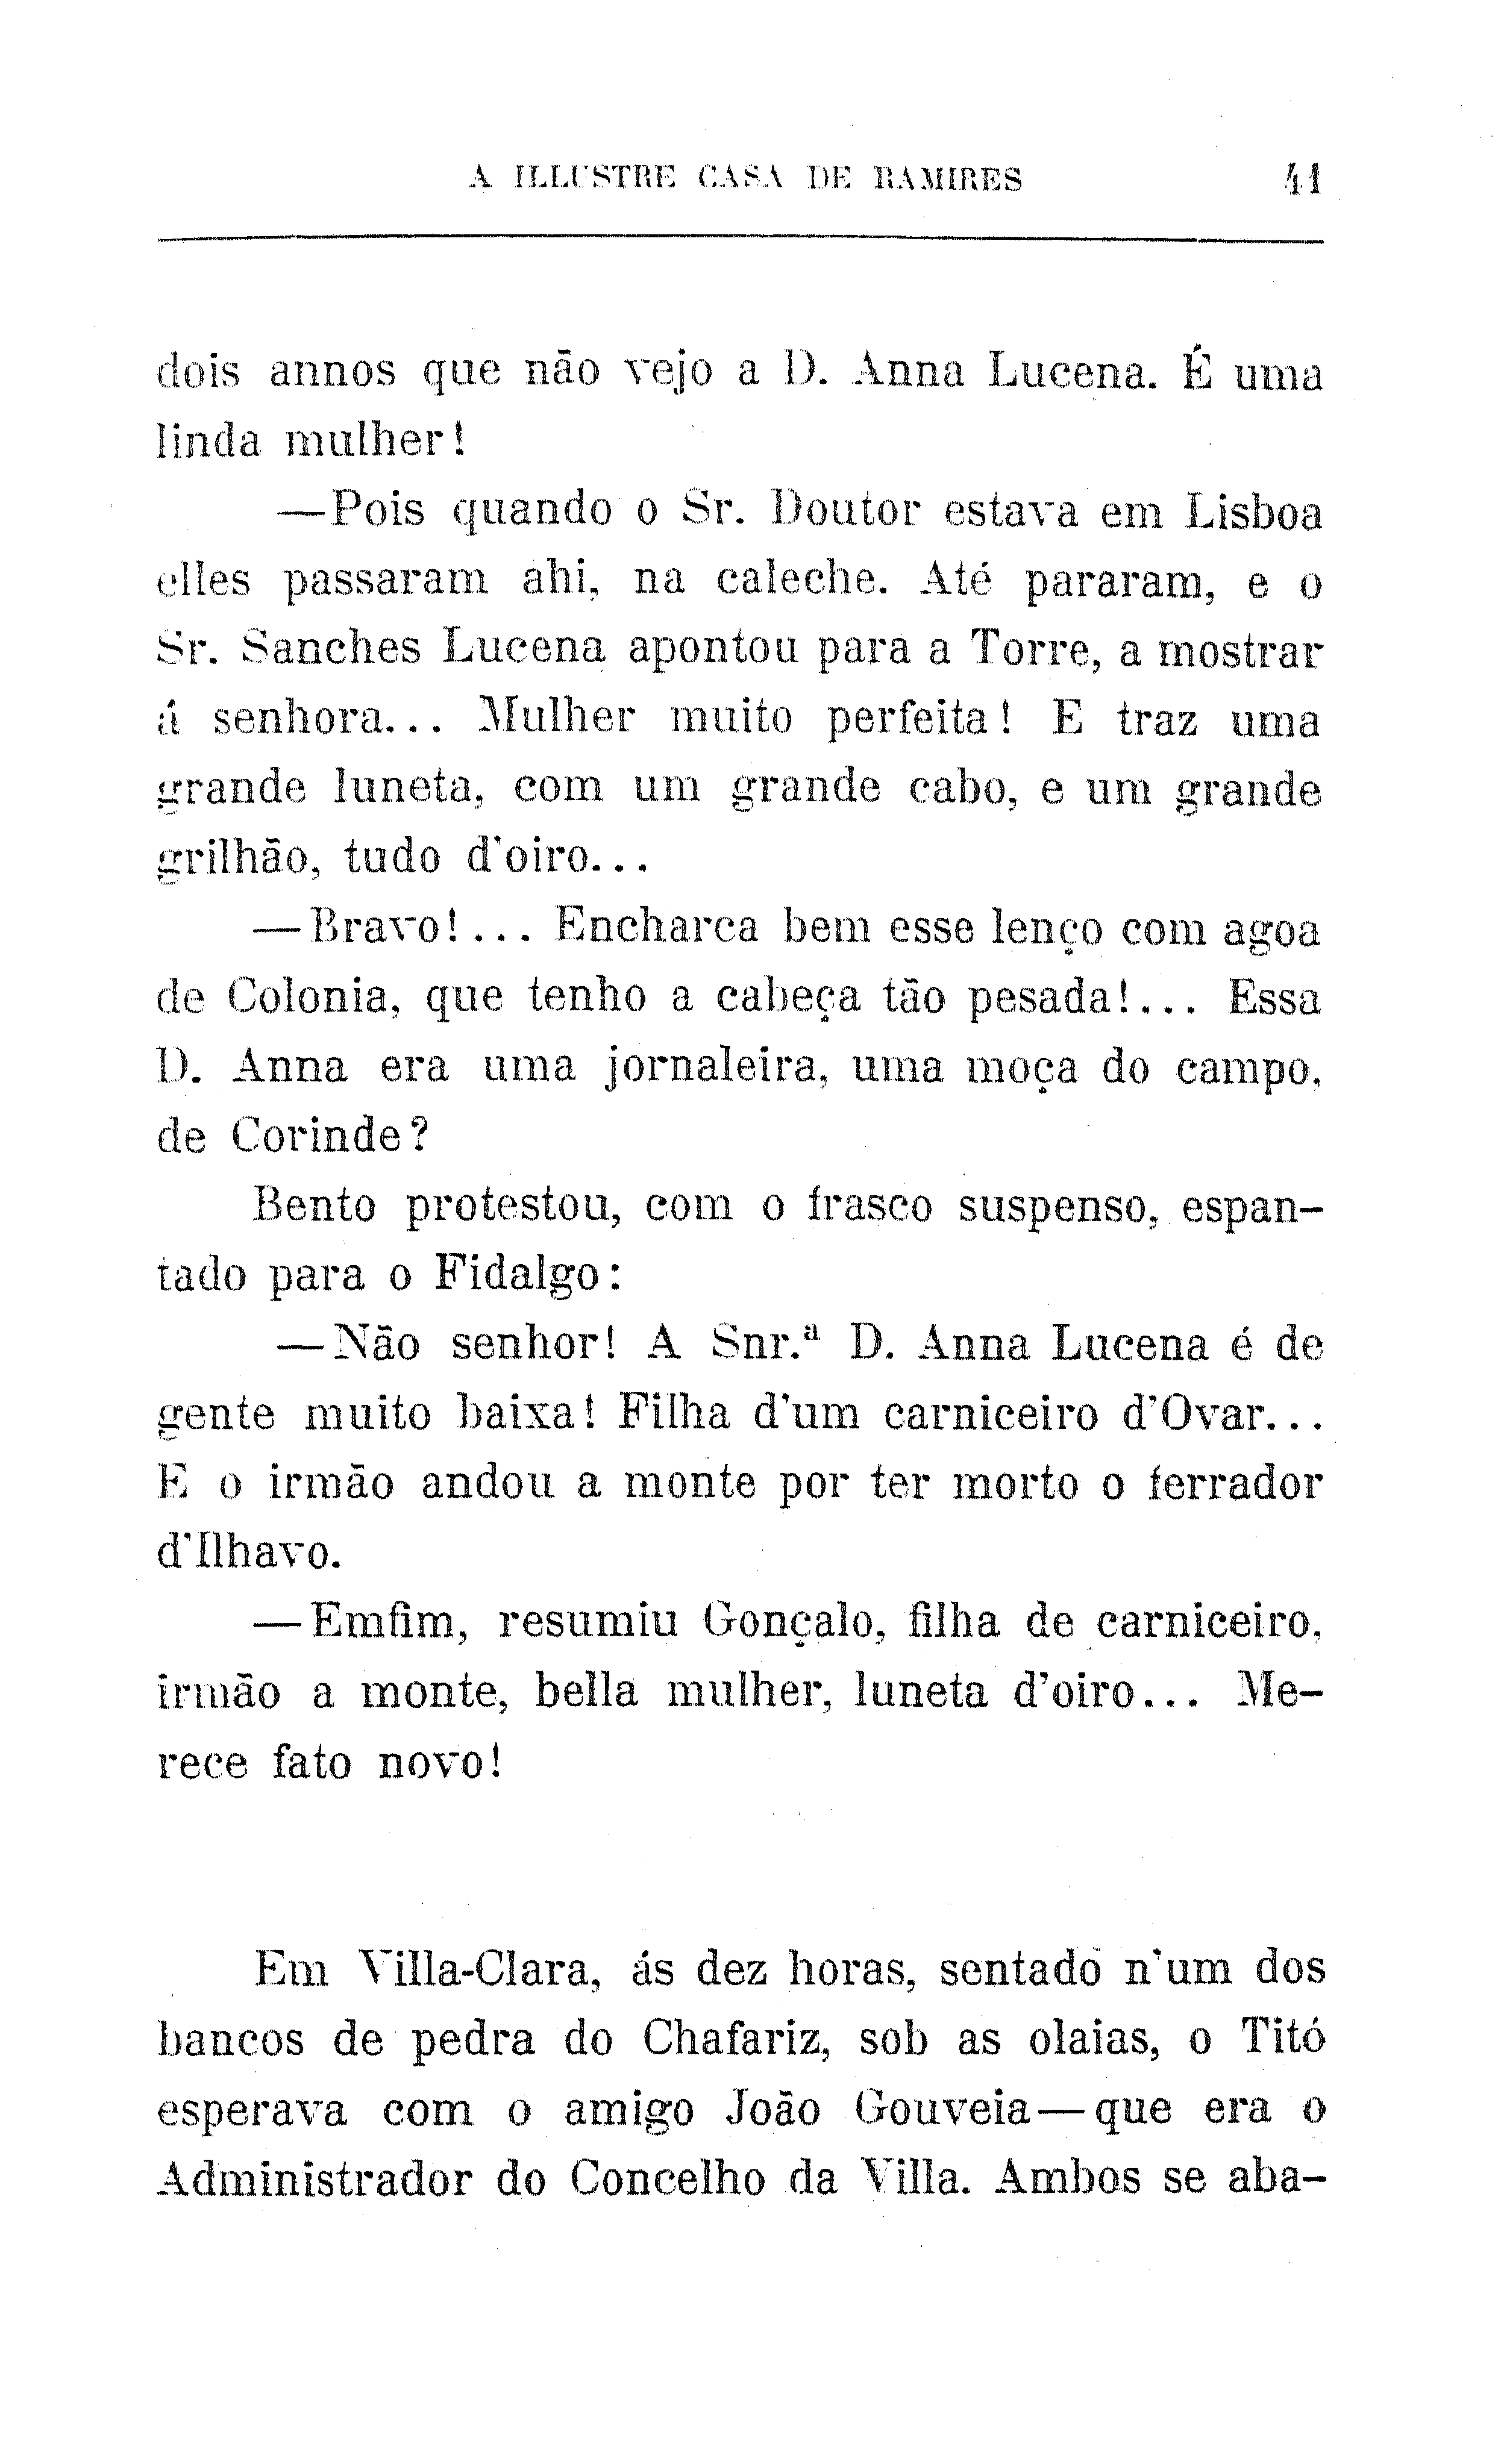 A ILLUSTRE CASA DE RAMIRES 41
dois annos que não vejo a D. Anna Lucena. É uma
linda mulher!
—Pois quando o Sr. Doutor estava em Lisboa
elles passaram ahi, na caleche. Até pararam, e o
Sr. Sanches Lucena apontou para a Torre, a mostrar
á senhora... Mulher muito perfeita! E traz uma
grande luneta, com um grande cabo, e um grande
grilhão, tudo d'oiro...
—Bravo!... Encharca bem esse lenço com agoa
de Colonia, que tenho a cabeça tão pesada!... Essa
D. Anna era uma jornaleira, uma moça do campo,
de Corinde?
Bento protestou, com o frasco suspenso, espan-
tado para o Fidalgo:
—Não senhor! A Snr.ª D. Anna Lucena é de
gente muito baixa! Filha d'um carniceiro d'Ovar...
E o irmão andou a monte por ter morto o ferrador
d'Ilhavo.
—Emfim, resumiu Gonçalo, filha de carniceiro,
irmão a monte, bella mulher, luneta d'oiro... Me-
rece fato novo!
Em Villa-Clara, ás dez horas, sentado n'um dos
bancos de pedra do Chafariz, sob as olaias, o Titó
esperava com o amigo João Gouveia—que era o
Administrador do Concelho da Villa. Ambos se aba-